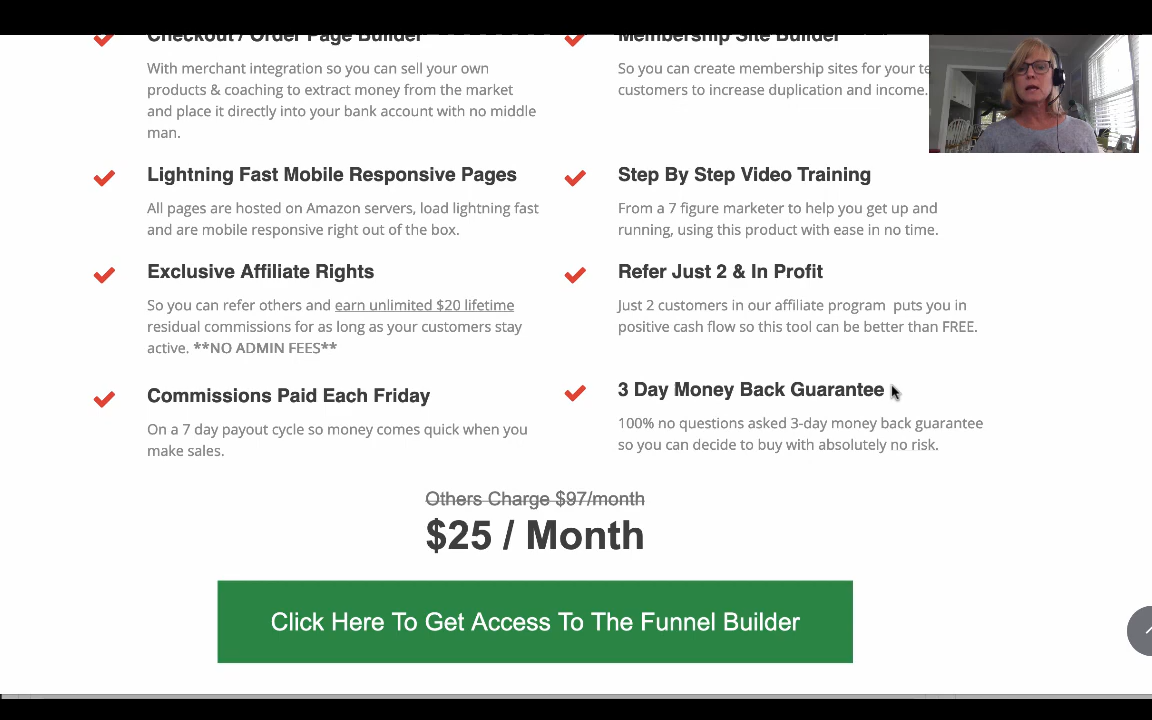 Checkout / Order Page Builder
With merchant integration so you can sell your own
products & coaching to extract money from the market
and place it directly into your bank account with no middle
man.
Membership Site Builder
So you can create membership sites for your
customers to increase duplication and income.
Lightning Fast Mobile Responsive Pages
All pages are hosted on Amazon servers, load lightning fast
and are mobile responsive right out of the box.
Step By Step Video Training
From a 7 figure marketer to help you get up and
running, using this product with ease in no time.
Exclusive Affiliate Rights
So you can refer others and earn unlimited $20 lifetime
residual commissions for as long as your customers stay
active. **NO ADMIN FEES**
Refer Just 2 & In Profit
Just 2 customers in our affiliate program puts you in
positive cash flow so this tool can be better than FREE.
Commissions Paid Each Friday
On a 7 day payout cycle so money comes quick when you
make sales.
3 Day Money Back Guarantee
100% no questions asked 3-day money back guarantee
so you can decide to buy with absolutely no risk.
Others Charge $97/month
$25 / Month
Click Here To Get Access To The Funnel Builder